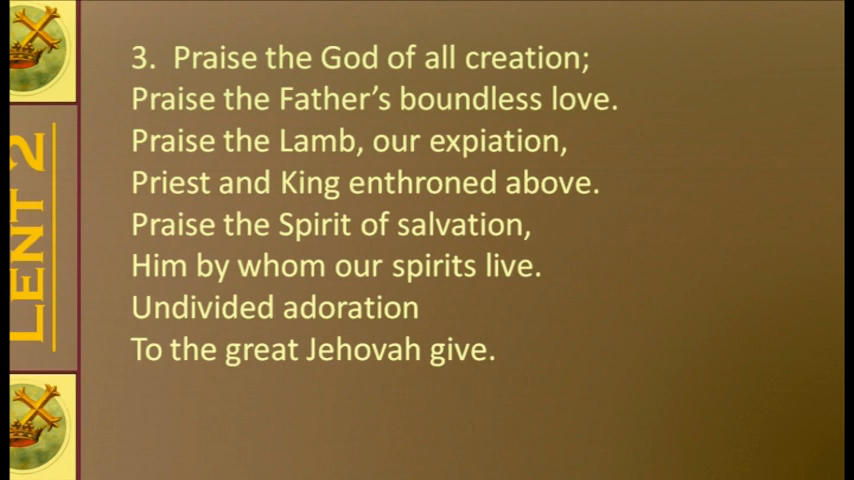 LENT 2
3. Praise the God of all creation;
Praise the Father’s boundless love.
Praise the Lamb, our expiation,
Priest and King enthroned above.
Praise the Spirit of salvation,
Him by whom our spirits live.
Undivided adoration
To the great Jehovah give.